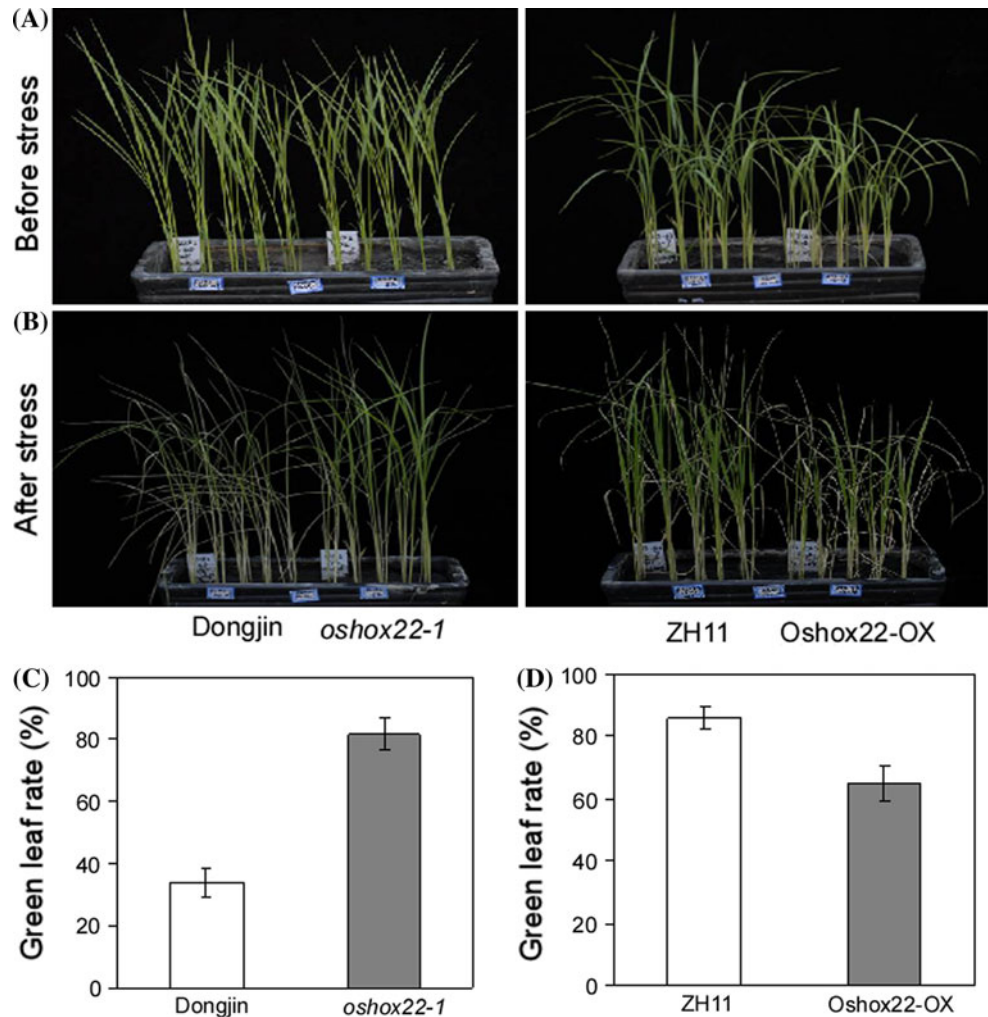 (A)
Before stress
(B)
After stress
Dongjin oshox22-1
ZH11 Oshox22-OX
(C)
Green leaf rate (%)
100
80
60
40
20
0
Dongjin oshox22-1
(D)
Green leaf rate (%)
100
80
60
40
20
0
ZH11 Oshox22-OX